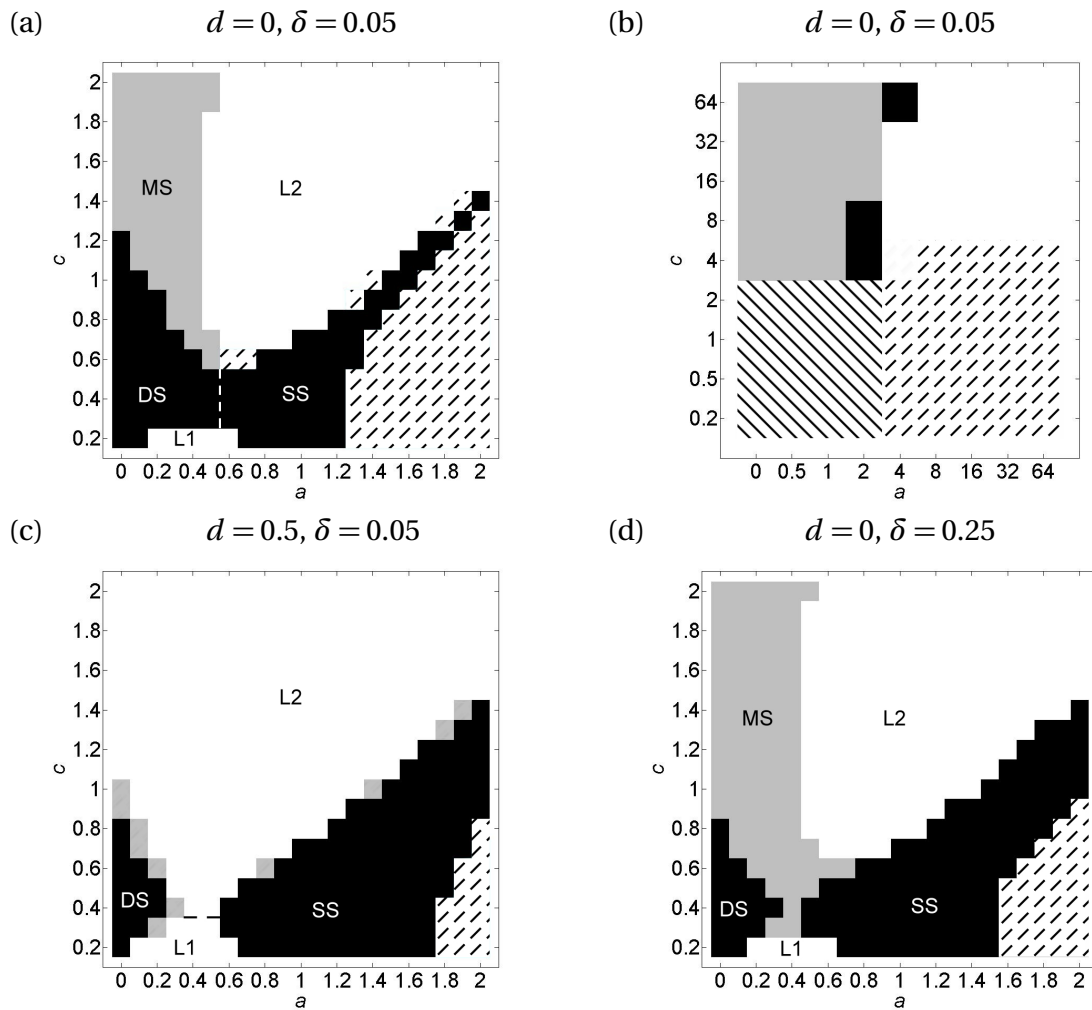 (a) d = 0, δ = 0.05
2
1.8
1.6
1.4
1.2
1
0.8
0.6
0.4
0.2
c
MS
L2
DS
SS
L1
0 0.2 0.4 0.6 0.8 1 1.2 1.4 1.6 1.8 2
a
(b) d = 0, δ = 0.05
64
32
16
8
4
2
1
0.5
0.2
c
0 0.5 1 2 4 8 16 32 64
a
(c) d = 0.5, δ = 0.05
2
1.8
1.6
1.4
1.2
1
0.8
0.6
0.4
0.2
c
L2
DS
SS
L1
0 0.2 0.4 0.6 0.8 1 1.2 1.4 1.6 1.8 2
a
(d) d = 0, δ = 0.25
2
1.8
1.6
1.4
1.2
1
0.8
0.6
0.4
0.2
c
MS
L2
DS
SS
L1
0 0.2 0.4 0.6 0.8 1 1.2 1.4 1.6 1.8 2
a